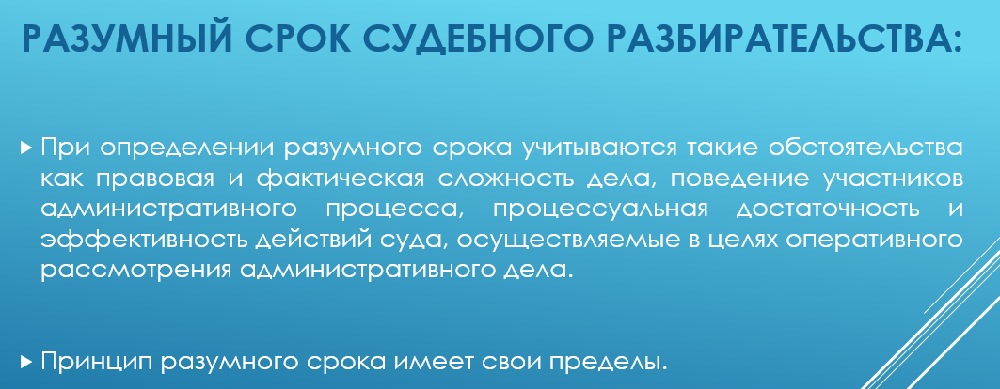 РАЗУМНЫЙ СРОК СУДЕБНОГО РАЗБИРАТЕЛЬСТВА:
При определении разумного срока учитываются такие обстоятельства
как правовая и фактическая сложность дела, поведение участников
административного процесса, процессуальная достаточность и
эффективность действий суда, осуществляемые в целях оперативного
рассмотрения административного дела.
Принцип разумного срока имеет свои пределы.